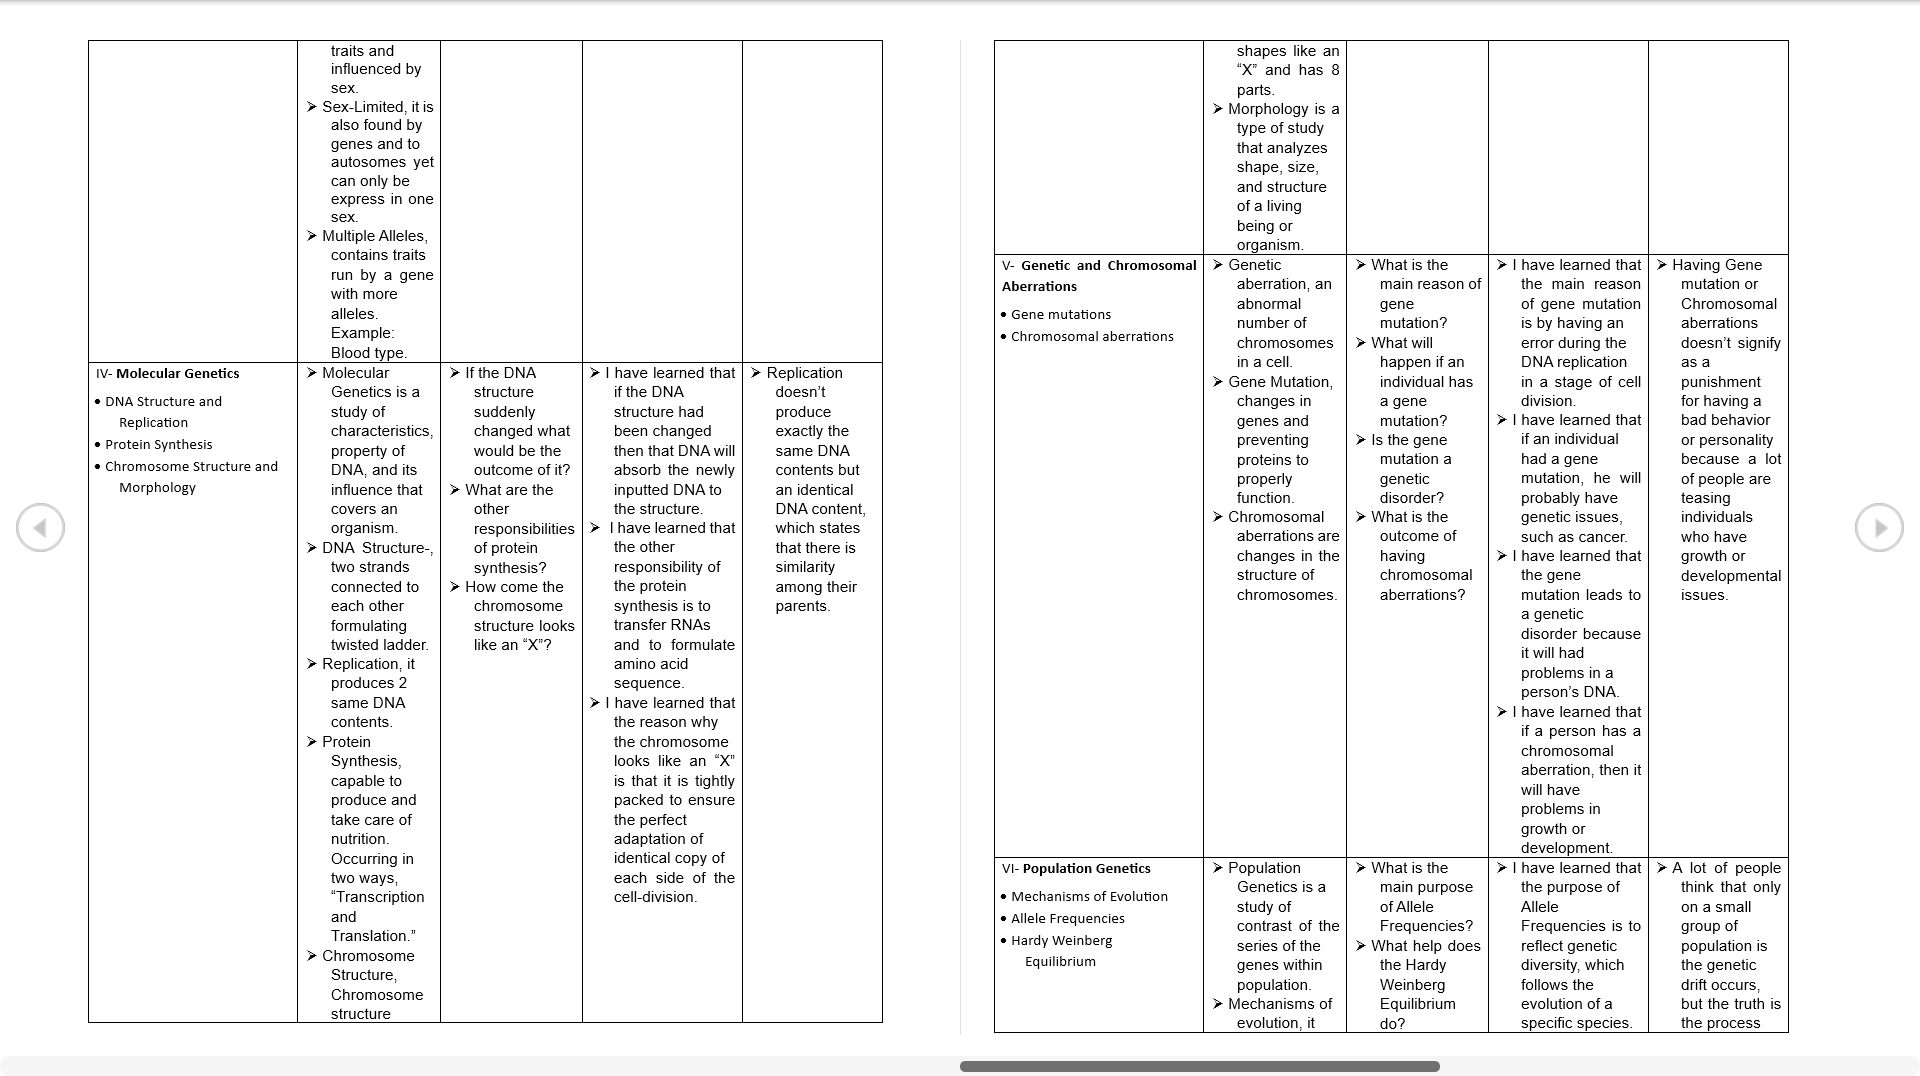 traits and
influenced by
sex.
➢ Sex-Limited, it is
also found by
genes and to
autosomes yet
can only be
express in one
sex.
➢ Multiple Alleles,
contains traits
run by a gene
with more
alleles.
Example:
Blood type.
IV- Molecular Genetics
• DNA Structure and
Replication
• Protein Synthesis
• Chromosome Structure and
Morphology
➢ Molecular
Genetics is a
study of
characteristics,
property of
DNA, and its
influence that
covers an
organism.
➢ DNA Structure-,
two strands
connected to
each other
formulating
twisted ladder.
➢ Replication, it
produces 2
same DNA
contents.
➢ Protein
Synthesis,
capable to
produce and
take care of
nutrition.
Occurring in
two ways,
“Transcription
and
Translation.”
➢ Chromosome
Structure,
Chromosome
structure
➢ If the DNA
structure
suddenly
changed what
would be the
outcome of it?
➢ What are the
other
responsibilities
of protein
synthesis?
➢ How come the
chromosome
structure looks
like an “X”?
➢ I have learned that
if the DNA
structure had
been changed
then that DNA will
absorb the newly
inputted DNA to
the structure.
➢ I have learned that
the other
responsibility of
the protein
synthesis is to
transfer RNAs
and to formulate
amino acid
sequence.
➢ I have learned that
the reason why
the chromosome
looks like an “X”
is that it is tightly
packed to ensure
the perfect
adaptation of
identical copy of
each side of the
cell-division.
➢ Replication
doesn’t
produce
exactly the
same DNA
contents but
an identical
DNA content,
which states
that there is
similarity
among their
parents.
shapes like an
“X” and has 8
parts.
➢ Morphology is a
type of study
that analyzes
shape, size,
and structure
of a living
being or
organism.
V- Genetic and Chromosomal
Aberrations
• Gene mutations
• Chromosomal aberrations
➢ Genetic
aberration, an
abnormal
number of
chromosomes
in a cell.
➢ Gene Mutation,
changes in
genes and
preventing
proteins to
properly
function.
➢ Chromosomal
aberrations are
changes in the
structure of
chromosomes.
➢ What is the
main reason of
gene
mutation?
➢ What will
happen if an
individual has
a gene
mutation?
➢ Is the gene
mutation a
genetic
disorder?
➢ What is the
outcome of
having
chromosomal
aberrations?
➢ I have learned that
the main reason
of gene mutation
is by having an
error during the
DNA replication
in a stage of cell
division.
➢ I have learned that
if an individual
had a gene
mutation, he will
probably have
genetic issues,
such as cancer.
➢ I have learned that
the gene
mutation leads to
a genetic
disorder because
it will had
problems in a
person’s DNA.
➢ I have learned that
if a person has a
chromosomal
aberration, then it
will have
problems in
growth or
development.
➢ Having Gene
mutation or
Chromosomal
aberrations
doesn’t signify
as a
punishment
for having a
bad behavior
or personality
because a lot
of people are
teasing
individuals
who have
growth or
developmental
issues.
VI- Population Genetics
• Mechanisms of Evolution
• Allele Frequencies
• Hardy Weinberg
Equilibrium
➢ Population
Genetics is a
study of
contrast of the
series of the
genes within
population.
➢ Mechanisms of
evolution, it
➢ What is the
main purpose
of Allele
Frequencies?
➢ What help does
the Hardy
Weinberg
Equilibrium
do?
➢ I have learned that
the purpose of
Allele
Frequencies is to
reflect genetic
diversity, which
follows the
evolution of a
specific species.
➢ A lot of people
think that only
on a small
group of
population is
the genetic
drift occurs,
but the truth is
the process